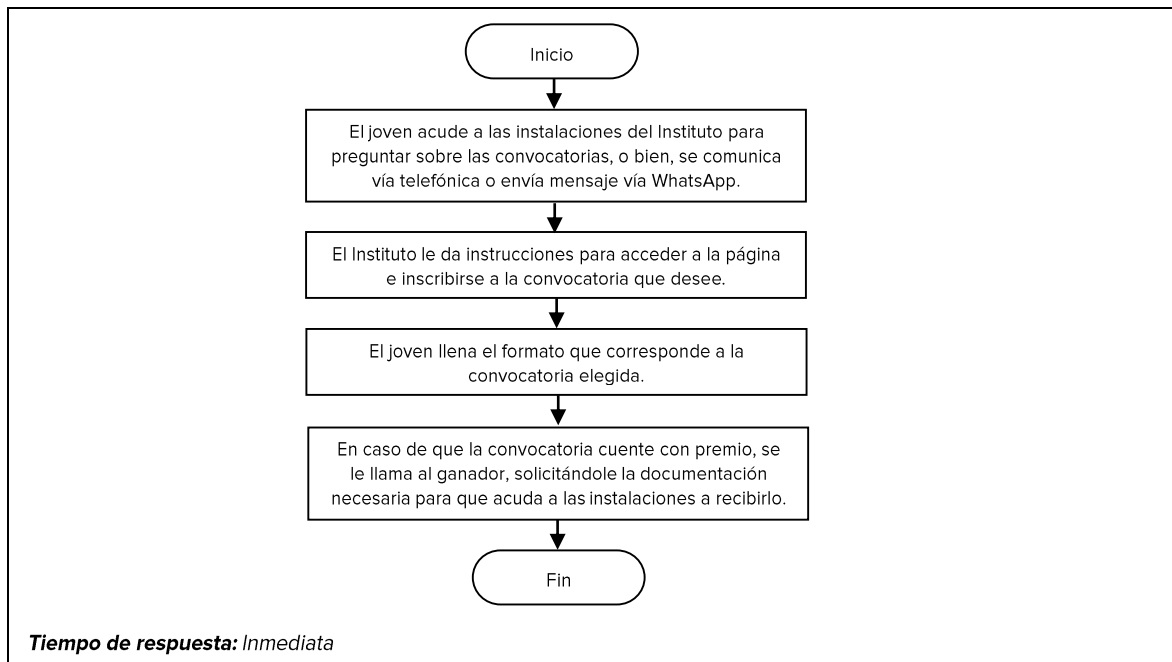 Inicio
El joven acude a las instalaciones del Instituto para
preguntar sobre las convocatorias, o bien, se comunica
vía telefónica o envía mensaje vía WhatsApp.
El Instituto le da instrucciones para acceder a la página
e inscribirse a la convocatoria que desee.
El joven llena el formato que corresponde a la
convocatoria elegida.
En caso de que la convocatoria cuente con premio, se
le llama al ganador, solicitándole la documentación
necesaria para que acuda a las instalaciones a recibirlo.
Fin
Tiempo de respuesta: Inmediata